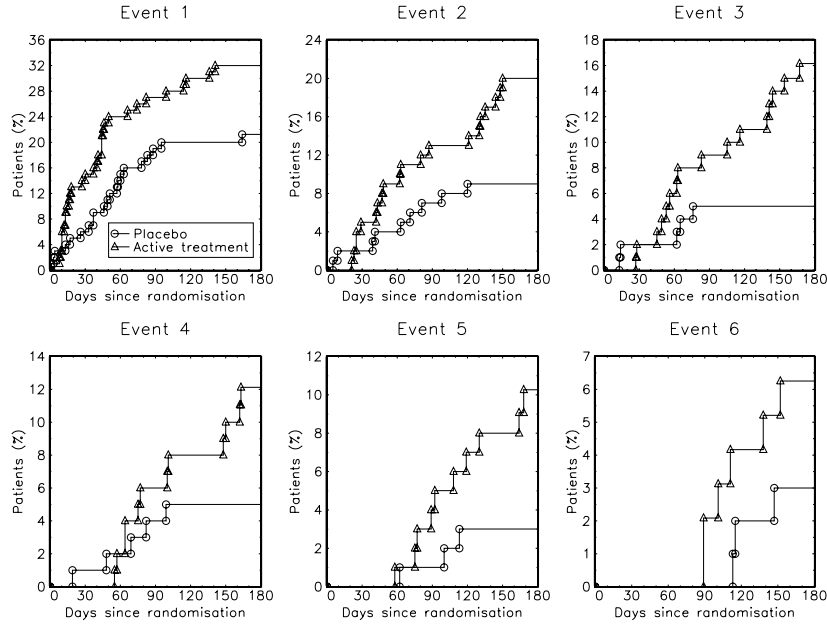 Event 1
Event 2
Event 3
36
32
28
24
20
16
12
8
4
0
Patients (%)
Placebo
Active treatment
0 30 60 90 120 150 180
Days since randomisation
24
20
16
12
8
4
0
Patients (%)
0 30 60 90 120 150 180
Days since randomisation
18
16
14
12
10
8
6
4
2
0
Patients (%)
0 30 60 90 120 150 180
Days since randomisation
Event 4
Event 5
Event 6
14
12
10
8
6
4
2
0
Patients (%)
0 30 60 90 120 150 180
Days since randomisation
12
10
8
6
4
2
0
Patients (%)
0 30 60 90 120 150 180
Days since randomisation
7
6
5
4
3
2
1
0
Patients (%)
0 30 60 90 120 150 180
Days since randomisation